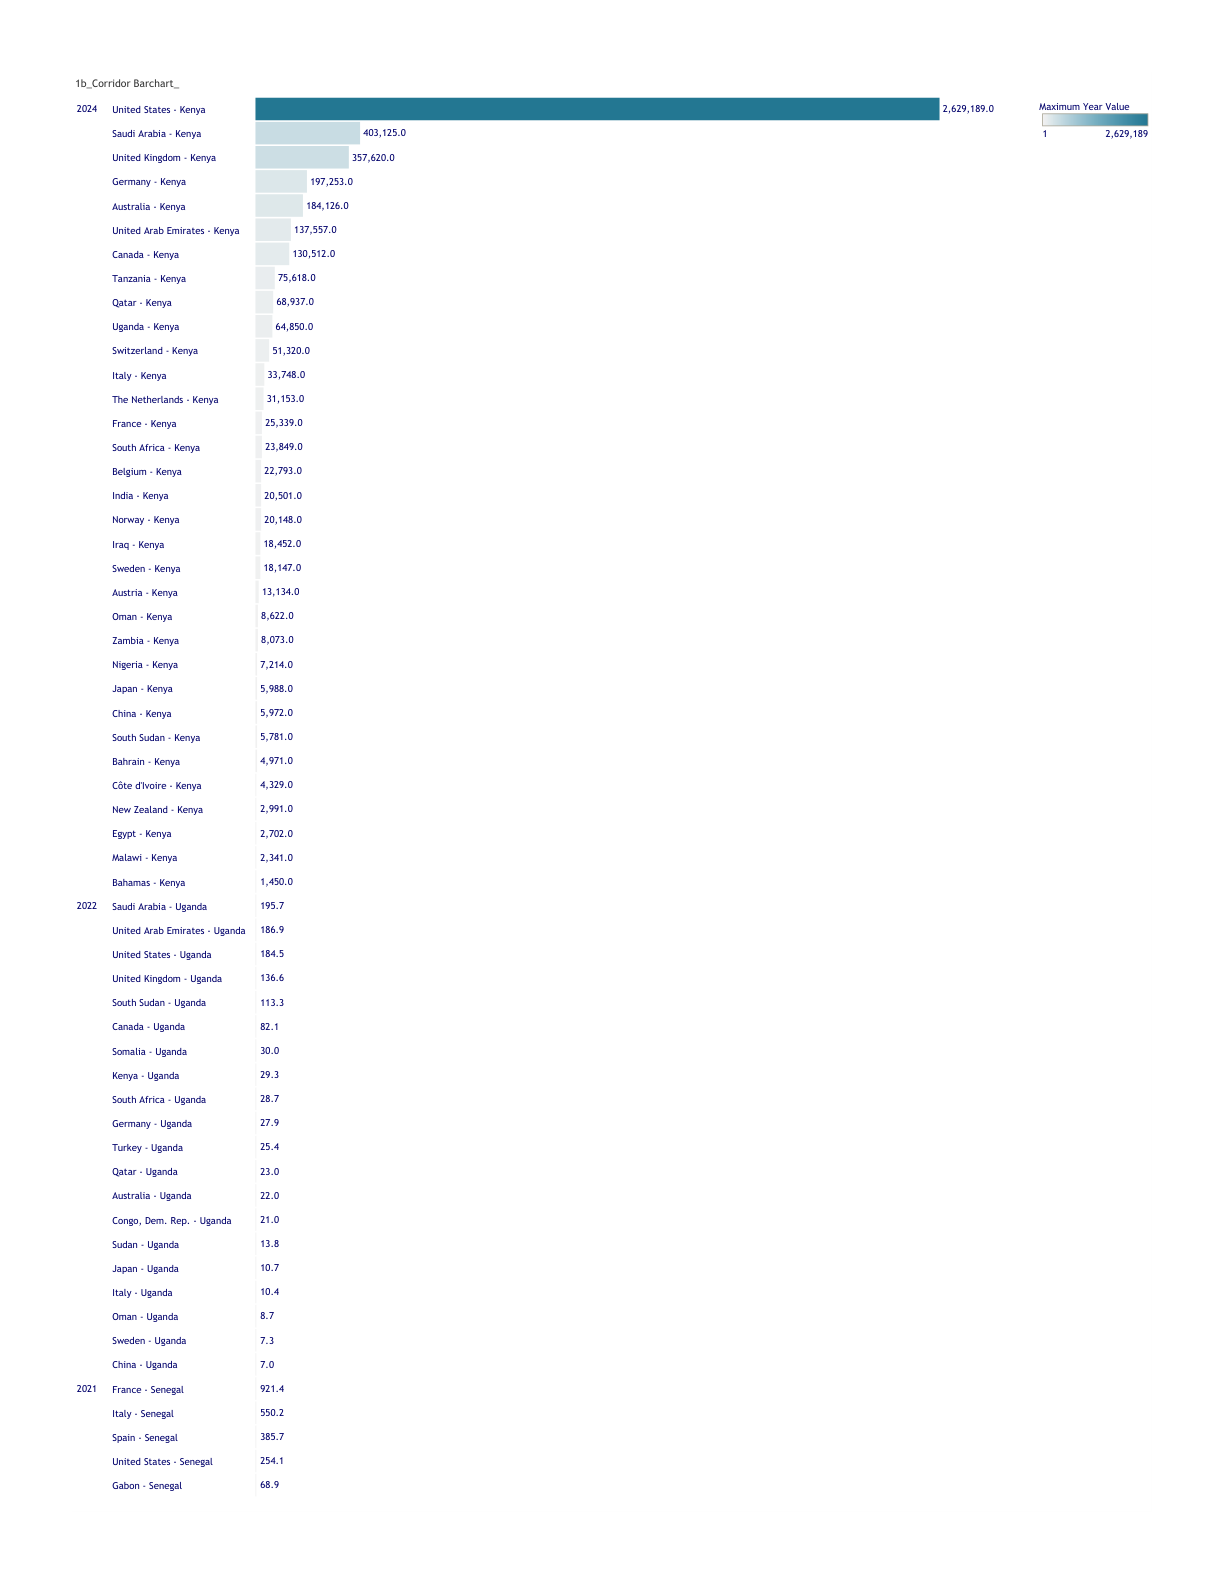 1b_Corridor Barchart_
2024 United States - Kenya 2,629,189.0
Maximum Year Value
1 2,629,189
Saudi Arabia - Kenya 403,125.0
United Kingdom - Kenya 357,620.0
Germany - Kenya 197,253.0
Australia - Kenya 184,126.0
United Arab Emirates - Kenya 137,557.0
Canada - Kenya 130,512.0
Tanzania - Kenya 75,618.0
Qatar - Kenya 68,937.0
Uganda - Kenya 64,850.0
Switzerland - Kenya 51,320.0
Italy - Kenya 33,748.0
The Netherlands - Kenya 31,153.0
France - Kenya 25,339.0
South Africa - Kenya 23,849.0
Belgium - Kenya 22,793.0
India - Kenya 20,501.0
Norway - Kenya 20,148.0
Iraq - Kenya 18,452.0
Sweden - Kenya 18,147.0
Austria - Kenya 13,134.0
Oman - Kenya 8,622.0
Zambia - Kenya 8,073.0
Nigeria - Kenya 7,214.0
Japan - Kenya 5,988.0
China - Kenya 5,972.0
South Sudan - Kenya 5,781.0
Bahrain - Kenya 4,971.0
Côte d'Ivoire - Kenya 4,329.0
New Zealand - Kenya 2,991.0
Egypt - Kenya 2,702.0
Malawi - Kenya 2,341.0
Bahamas - Kenya 1,450.0
2022 Saudi Arabia - Uganda 195.7
United Arab Emirates - Uganda 186.9
United States - Uganda 184.5
United Kingdom - Uganda 136.6
South Sudan - Uganda 113.3
Canada - Uganda 82.1
Somalia - Uganda 30.0
Kenya - Uganda 29.3
South Africa - Uganda 28.7
Germany - Uganda 27.9
Turkey - Uganda 25.4
Qatar - Uganda 23.0
Australia - Uganda 22.0
Congo, Dem. Rep. - Uganda 21.0
Sudan - Uganda 13.8
Japan - Uganda 10.7
Italy - Uganda 10.4
Oman - Uganda 8.7
Sweden - Uganda 7.3
China - Uganda 7.0
2021 France - Senegal 921.4
Italy - Senegal 550.2
Spain - Senegal 385.7
United States - Senegal 254.1
Gabon - Senegal 68.9